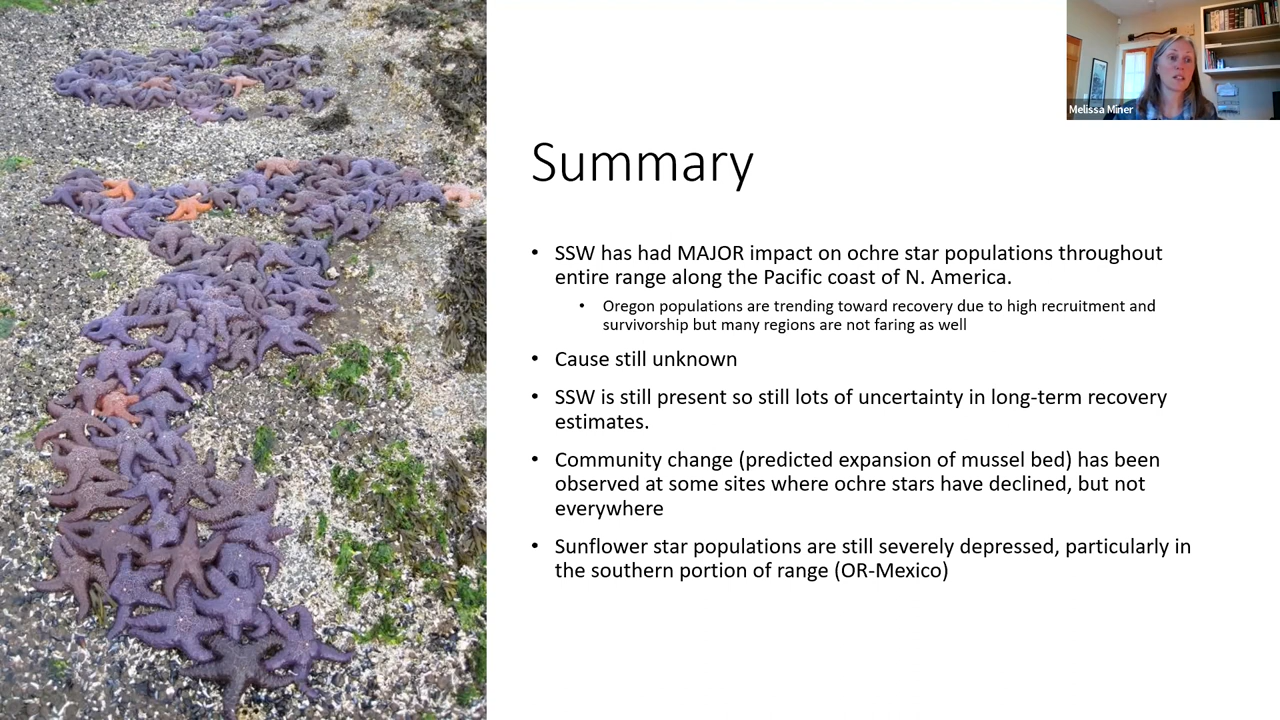 Melissa Miner
Summary
• SSW has had MAJOR impact on ochre star populations throughout
entire range along the Pacific coast of N. America.
• Oregon populations are trending toward recovery due to high recruitment and
survivorship but many regions are not faring as well
• Cause still unknown
• SSW is still present so still lots of uncertainty in long-term recovery
estimates.
• Community change (predicted expansion of mussel bed) has been
observed at some sites where ochre stars have declined, but not
everywhere
• Sunflower star populations are still severely depressed, particularly in
the southern portion of range (OR-Mexico)